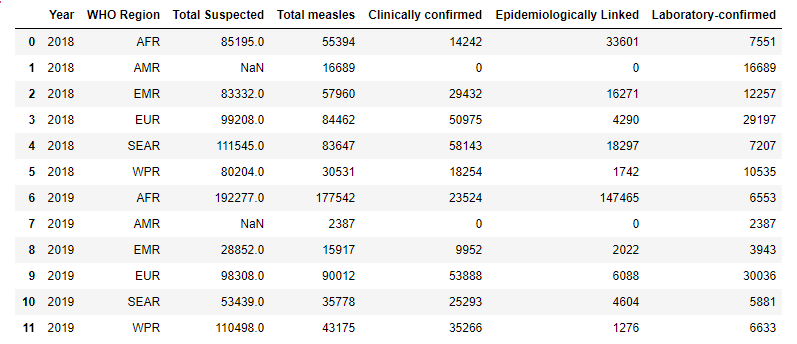 Year WHO Region Total Suspected Total measles Clinically confirmed Epidemiologically Linked Laboratory-confirmed
0 2018 AFR 85195.0 55394 14242 33601 7551
1 2018 AMR NaN 16689 0 0 16689
2 2018 EMR 83332.0 57960 29432 16271 12257
3 2018 EUR 99208.0 84462 50975 4290 29197
4 2018 SEAR 111545.0 83647 58143 18297 7207
5 2018 WPR 80204.0 30531 18254 1742 10535
6 2019 AFR 192277.0 177542 23524 147465 6553
7 2019 AMR NaN 2387 0 0 2387
8 2019 EMR 28852.0 15917 9952 2022 3943
9 2019 EUR 98308.0 90012 53888 6088 30036
10 2019 SEAR 53439.0 35778 25293 4604 5881
11 2019 WPR 110498.0 43175 35266 1276 6633